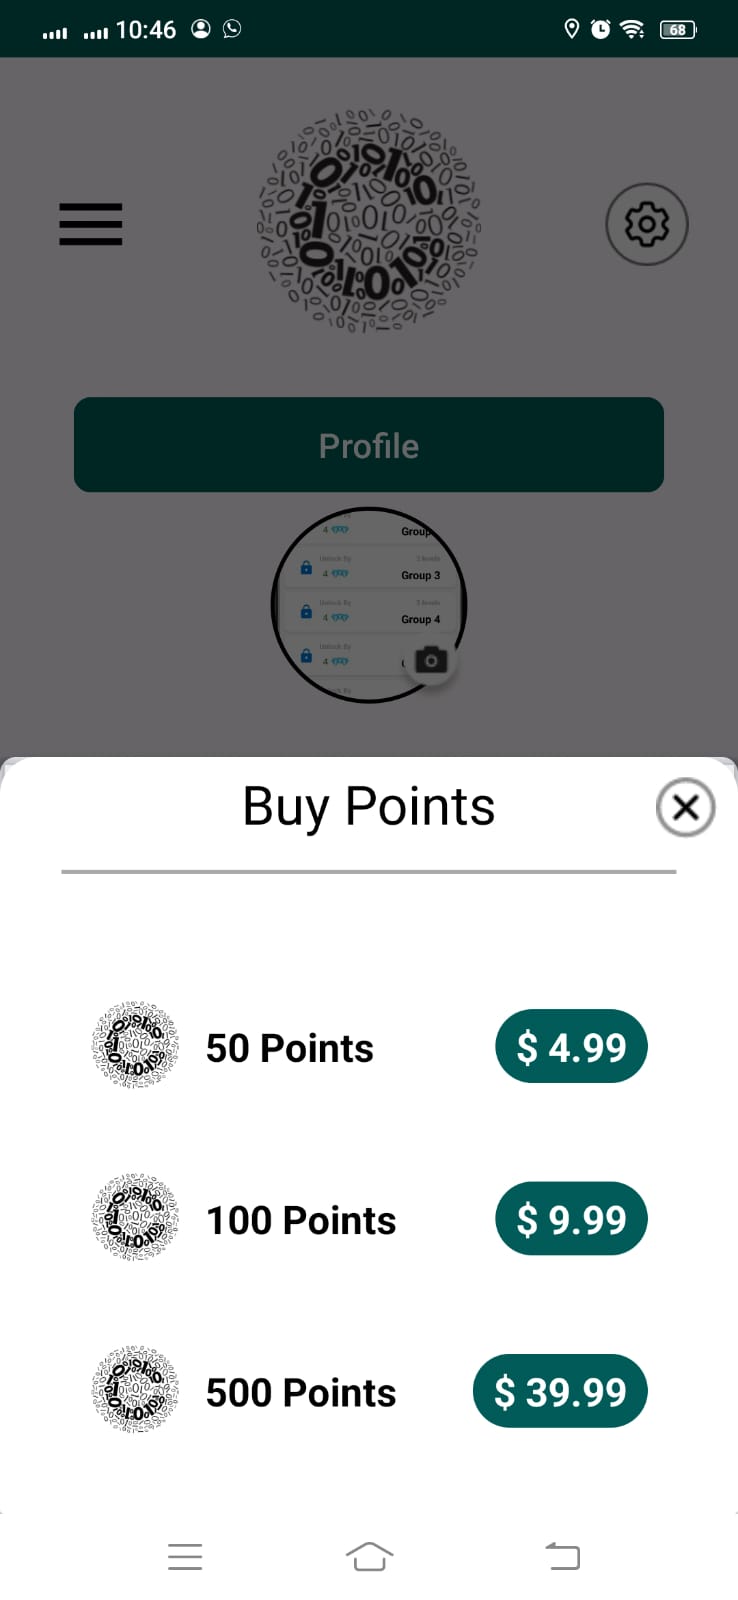 10:46
68
Profile
4
Group
Unlock By
3 levels
4
Group 3
Unlock By
3 levels
4
Group 4
Unlock By
4
Buy Points
50 Points
$ 4.99
100 Points
$ 9.99
500 Points
$ 39.99